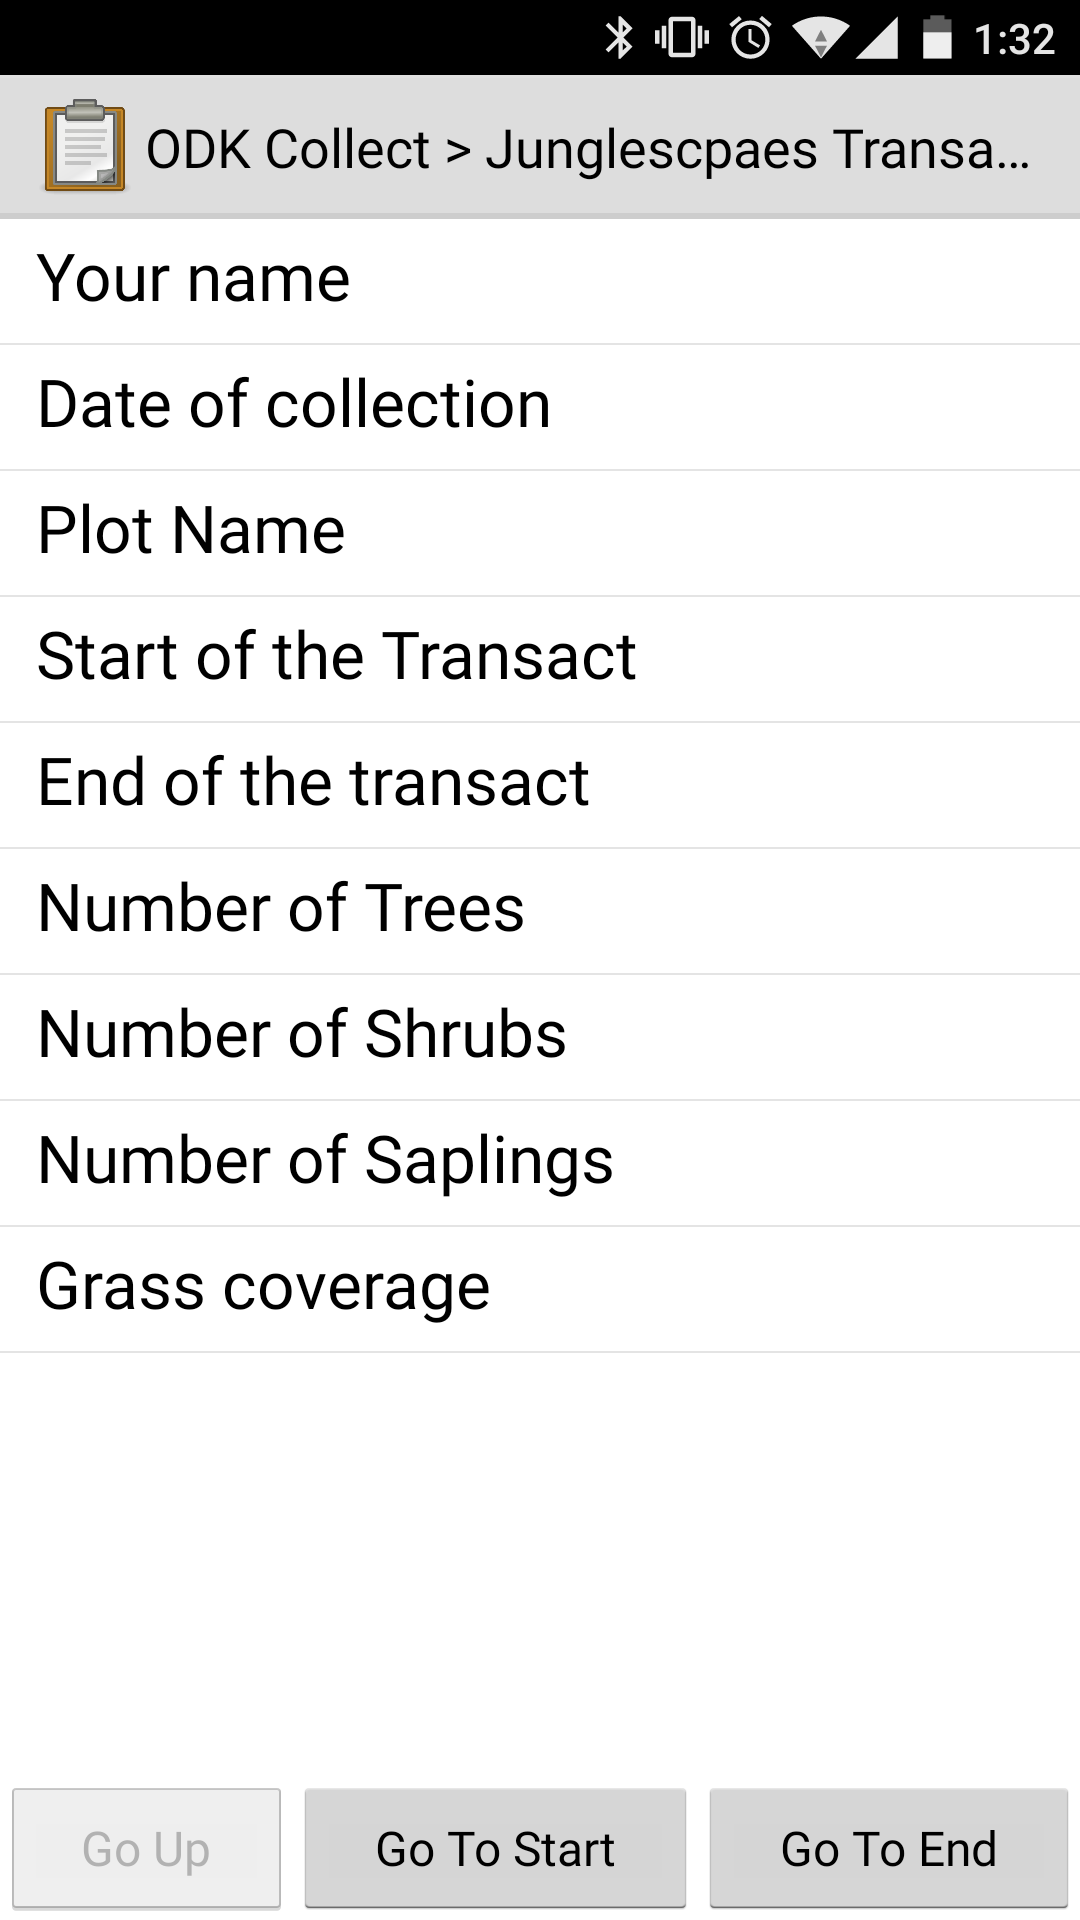 1:32
ODK Collect > Junglescpaes Transa...
Your name
Date of collection
Plot Name
Start of the Transact
End of the transact
Number of Trees
Number of Shrubs
Number of Saplings
Grass coverage
Go Up
Go To Start
Go To End